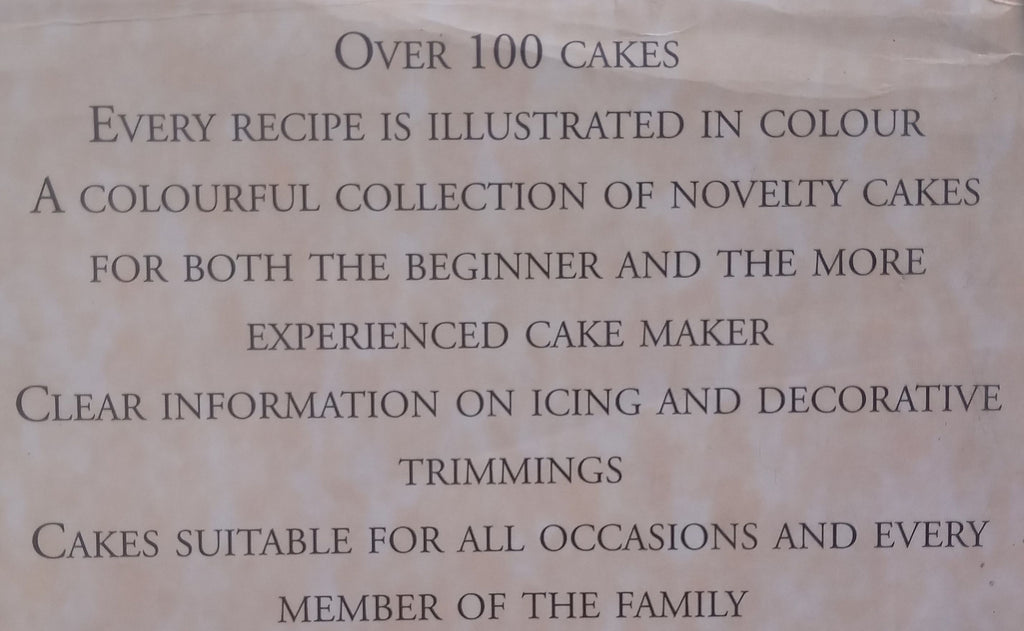 Over 100 cakes
Every recipe is illustrated in colour
A colourful collection of novelty cakes
for both the beginner and the more
experienced cake maker
Clear information on icing and decorative
trimmings
Cakes suitable for all occasions and every
member of the family